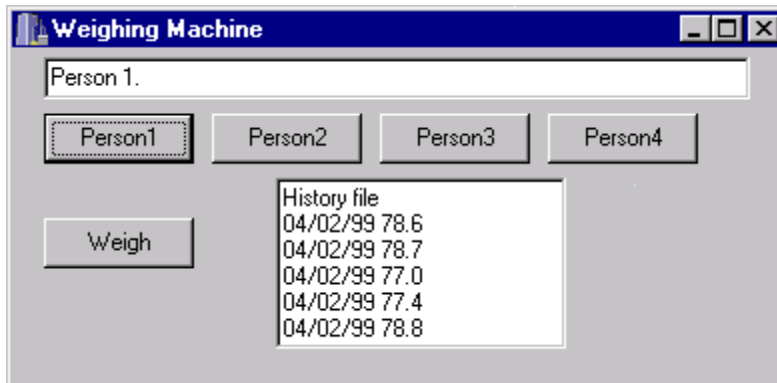 Weighing Machine
Person 1.
Person1 Person2 Person3 Person4
Weigh
History file
04/02/99 78.6
04/02/99 78.7
04/02/99 77.0
04/02/99 77.4
04/02/99 78.8